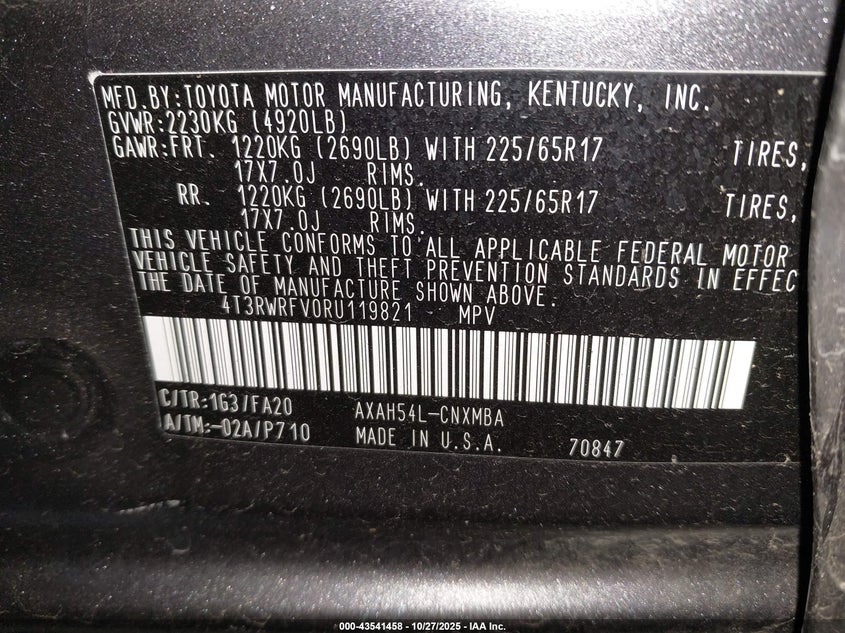 MFD.BY:TOYOTA MOTOR MANUFACTURING, KENTUCKY, INC.
GVWR:2230KG (4920LB)
GAWR:FRT. 1220KG (2690LB) WITH 225/65R17 TIRES,
17X7.0J RIMS.
RR. 1220KG (2690LB) WITH 225/65R17 TIRES,
17X7.0J RIMS.
THIS VEHICLE CONFORMS TO ALL APPLICABLE FEDERAL MOTOR
VEHICLE SAFETY AND THEFT PREVENTION STANDARDS IN EFFEC
THE DATE OF MANUFACTURE SHOWN ABOVE.
4T3RWRFV0RU119821 MPV
C/TR:1G3/FA20 AXAH54L-CNXMBA
A/TM:-02A/P710 MADE IN U.S.A. 70847
000-43541458 - 10/27/2025 - IAA Inc.